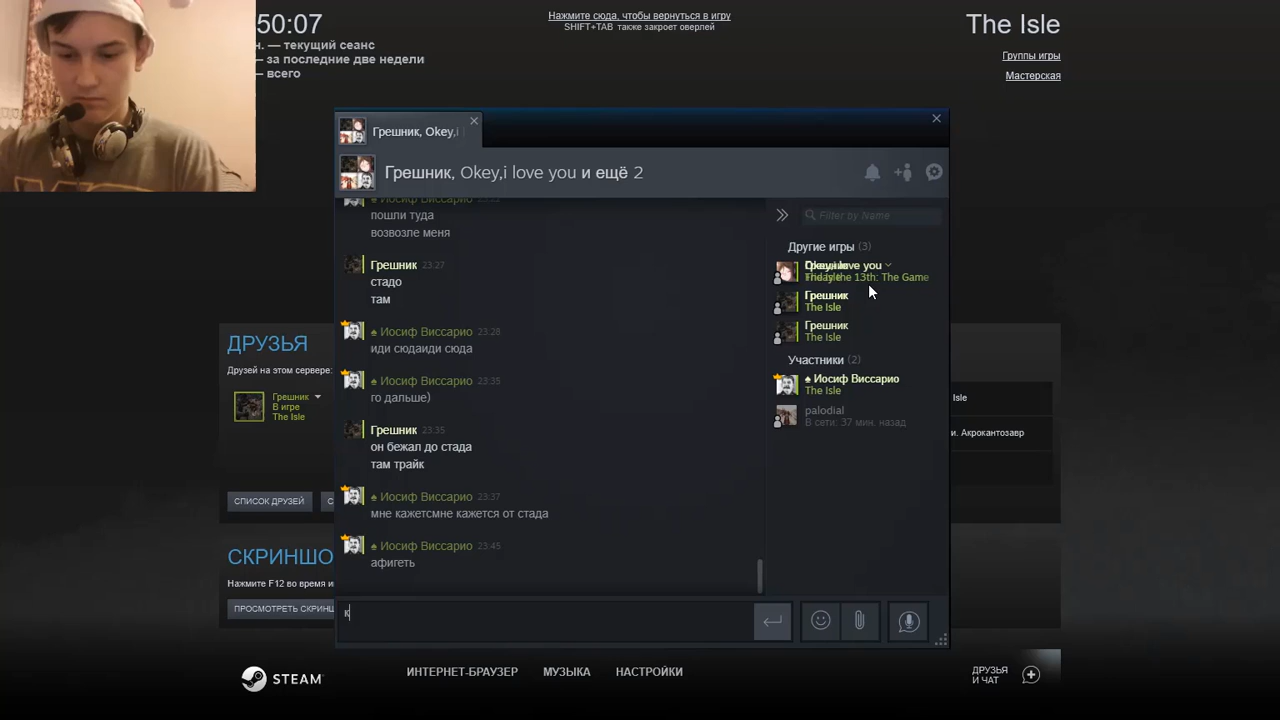 50:07
н. — текущий сеанс
— за последние две недели
— всего
Нажмите сюда, чтобы вернуться в игру
SHIFT+TAB также закроет оверлей
The Isle
Группы игры
Мастерская
Грешник, Okey,i
Грешник, Okey,i love you и ещё 2
Иосиф Виссарио
пошли туда
возвозле меня
Грешник 23:27
стадо
там
♠ Иосиф Виссарио 23:28
иди сюдаиди сюда
♠ Иосиф Виссарио 23:35
го дальше)
Грешник 23:35
он бежал до стада
там трайк
♠ Иосиф Виссарио 23:37
мне кажетсмне кажется от стада
♠ Иосиф Виссарио 23:45
афигеть
к
Filter by Name
Другие игры (3)
love you
the 13th: The Game
Грешник
The Isle
Грешник
The Isle
Участники (2)
♠ Иосиф Виссарио
The Isle
palodial
В сети: 37 мин. назад
ДРУЗЬЯ
Друзей на этом сервере:
Грешник
В игре
The Isle
СПИСОК ДРУЗЕЙ
С
Isle
и. Акрокантозавр
СКРИНШО
Нажмите F12 во время и
ПРОСМОТРЕТЬ СКРИНШ
STEAM
ИНТЕРНЕТ-БРАУЗЕР
МУЗЫКА
НАСТРОЙКИ
ДРУЗЬЯ
И ЧАТ